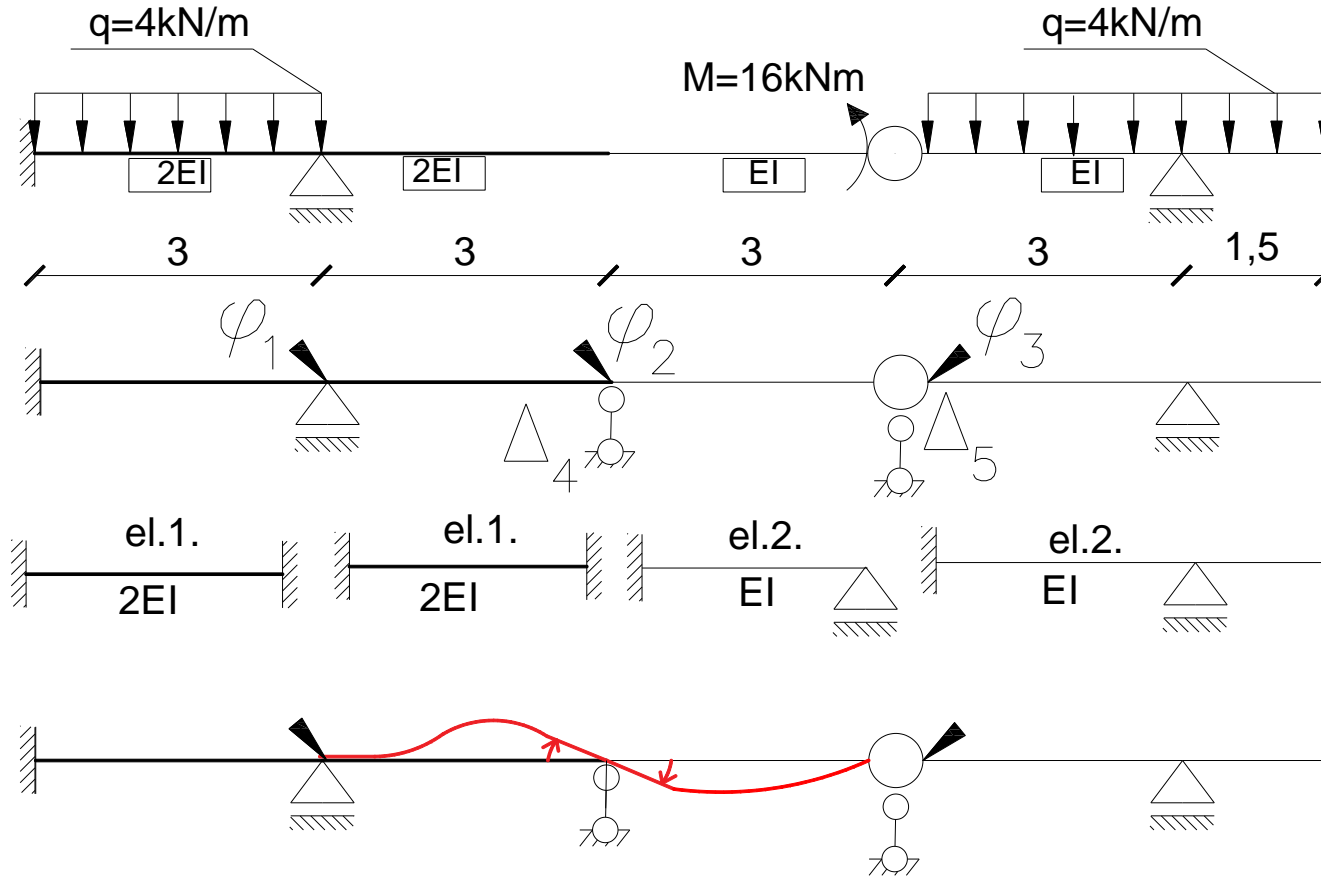 q=4kN/m q=4kN/m
M=16kNm
2EI 2EI EI EI
3 3 3 3 1,5
φ1 φ2 φ3
Δ4 Δ5
el.1. el.1. el.2. el.2.
2EI 2EI EI EI